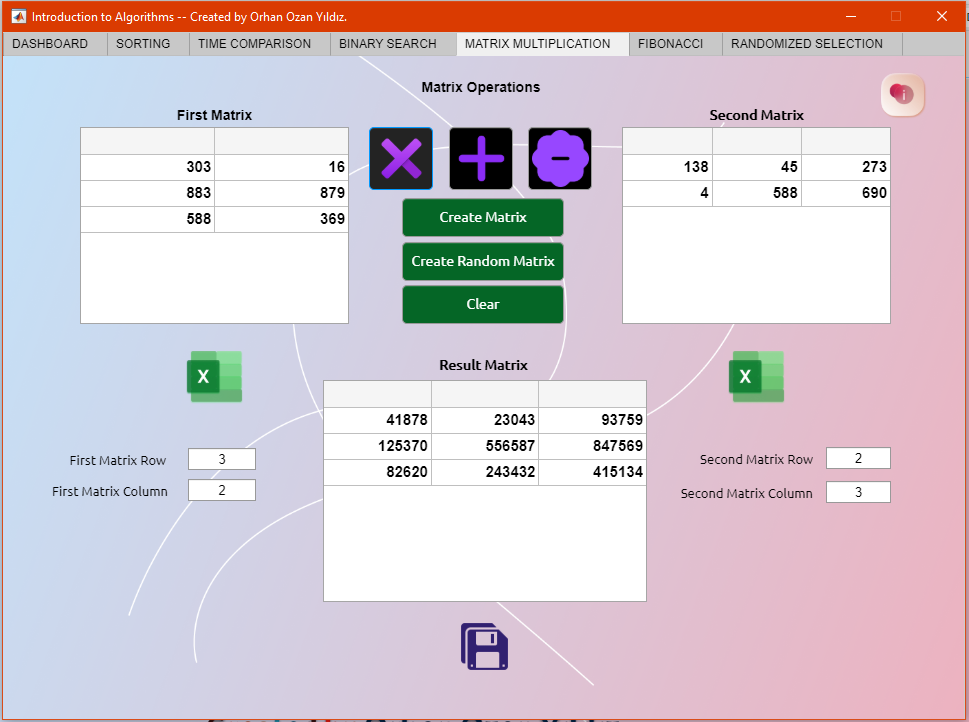 Introduction to Algorithms -- Created by Orhan Ozan Yıldız.
DASHBOARD SORTING TIME COMPARISON BINARY SEARCH MATRIX MULTIPLICATION FIBONACCI RANDOMIZED SELECTION
Matrix Operations
First Matrix
303 16
883 879
588 369
Create Matrix
Create Random Matrix
Clear
Second Matrix
138 45 273
4 588 690
X
X
Result Matrix
41878 23043 93759
125370 556587 847569
82620 243432 415134
First Matrix Row 3
First Matrix Column 2
Second Matrix Row 2
Second Matrix Column 3